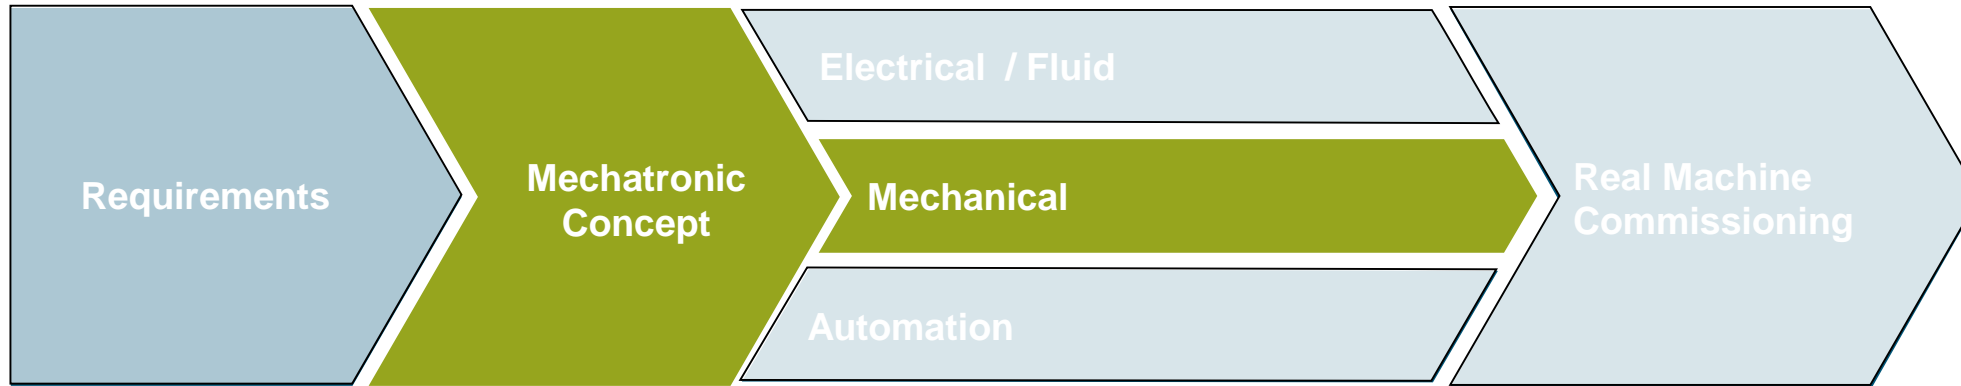 Requirements
Mechatronic
Concept
Electrical  / Fluid
Mechanical
Automation
Real Machine
Commissioning